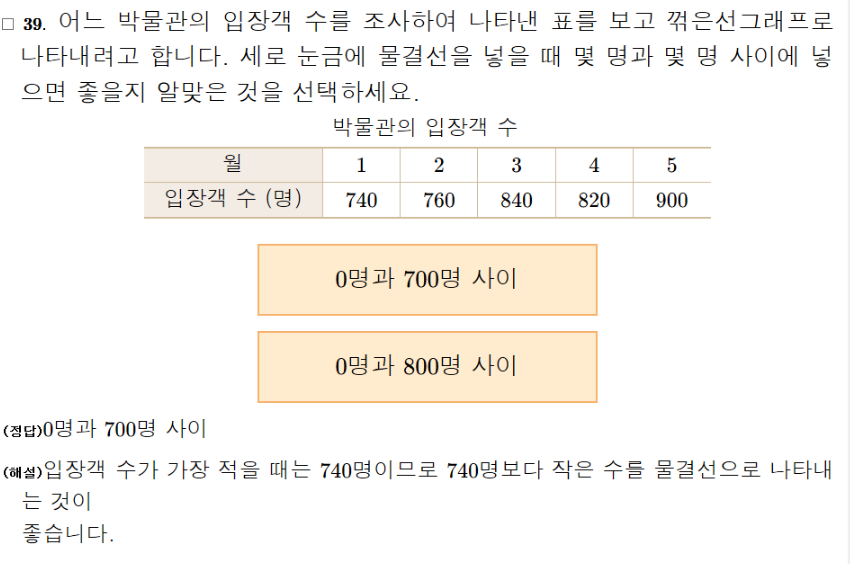 □ 39. 어느 박물관의 입장객 수를 조사하여 나타낸 표를 보고 꺾은선그래프로
나타내려고 합니다. 세로 눈금에 물결선을 넣을 때 몇 명과 몇 명 사이에 넣
으면 좋을지 알맞은 것을 선택하세요.
박물관의 입장객 수
월 1 2 3 4 5
입장객 수 (명) 740 760 840 820 900
0명과 700명 사이
0명과 800명 사이
(정답)0명과 700명 사이
(해설)입장객 수가 가장 적을 때는 740명이므로 740명보다 작은 수를 물결선으로 나타내
는 것이
좋습니다.